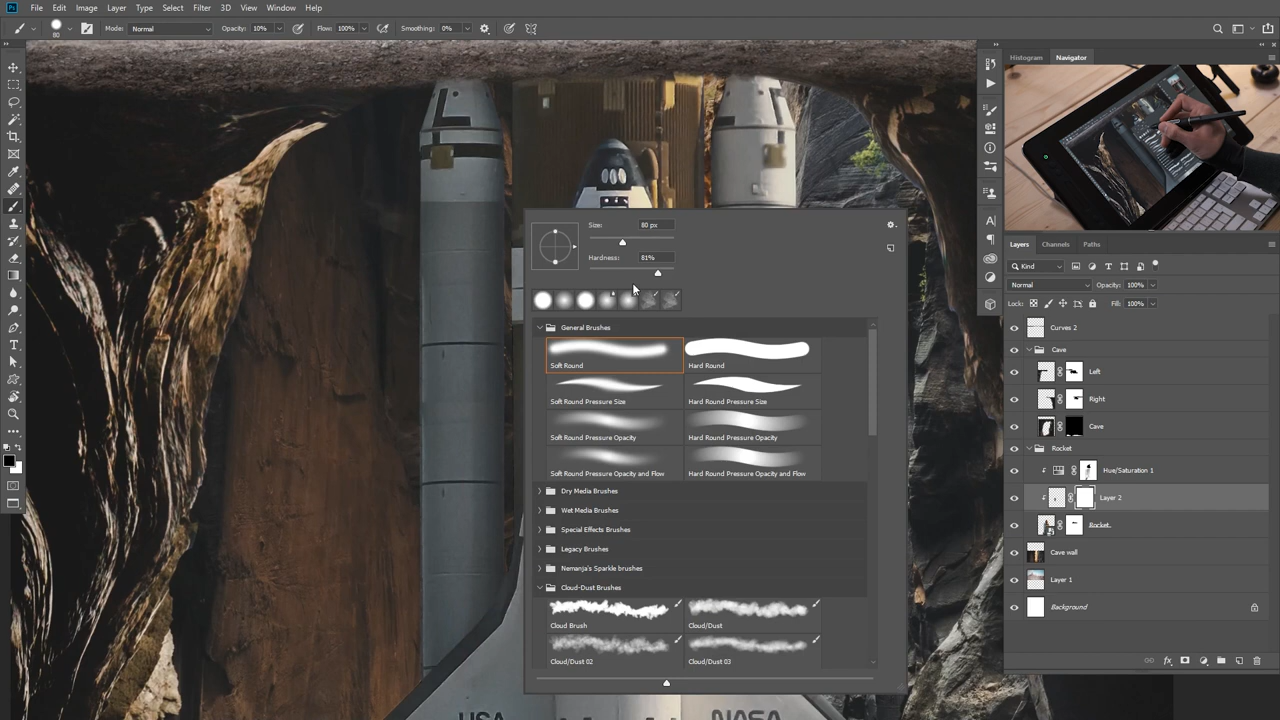 Ps File Edit Image Layer Type Select Filter 3D View Window Help
80 Mode: Normal Opacity: 10% Flow: 100% Smoothing: 0%
Histogram Navigator
Size: 80 px
Hardness: 81%
General Brushes
Soft Round Hard Round
Soft Round Pressure Size Hard Round Pressure Size
Soft Round Pressure Opacity Hard Round Pressure Opacity
Soft Round Pressure Opacity and Flow Hard Round Pressure Opacity and Flow
Dry Media Brushes
Wet Media Brushes
Special Effects Brushes
Legacy Brushes
Nemanja's Sparkle brushes
Cloud-Dust Brushes
Cloud Brush Cloud/Dust
Cloud/Dust 02 Cloud/Dust 03
Layers Channels Paths
Kind
Normal Opacity: 100%
Lock: Fill: 100%
Curves 2
Cave
Left
Right
Cave
Rocket
Hue/Saturation 1
Layer 2
Rocket.
Cave wall
Layer 1
Background
USA NASA